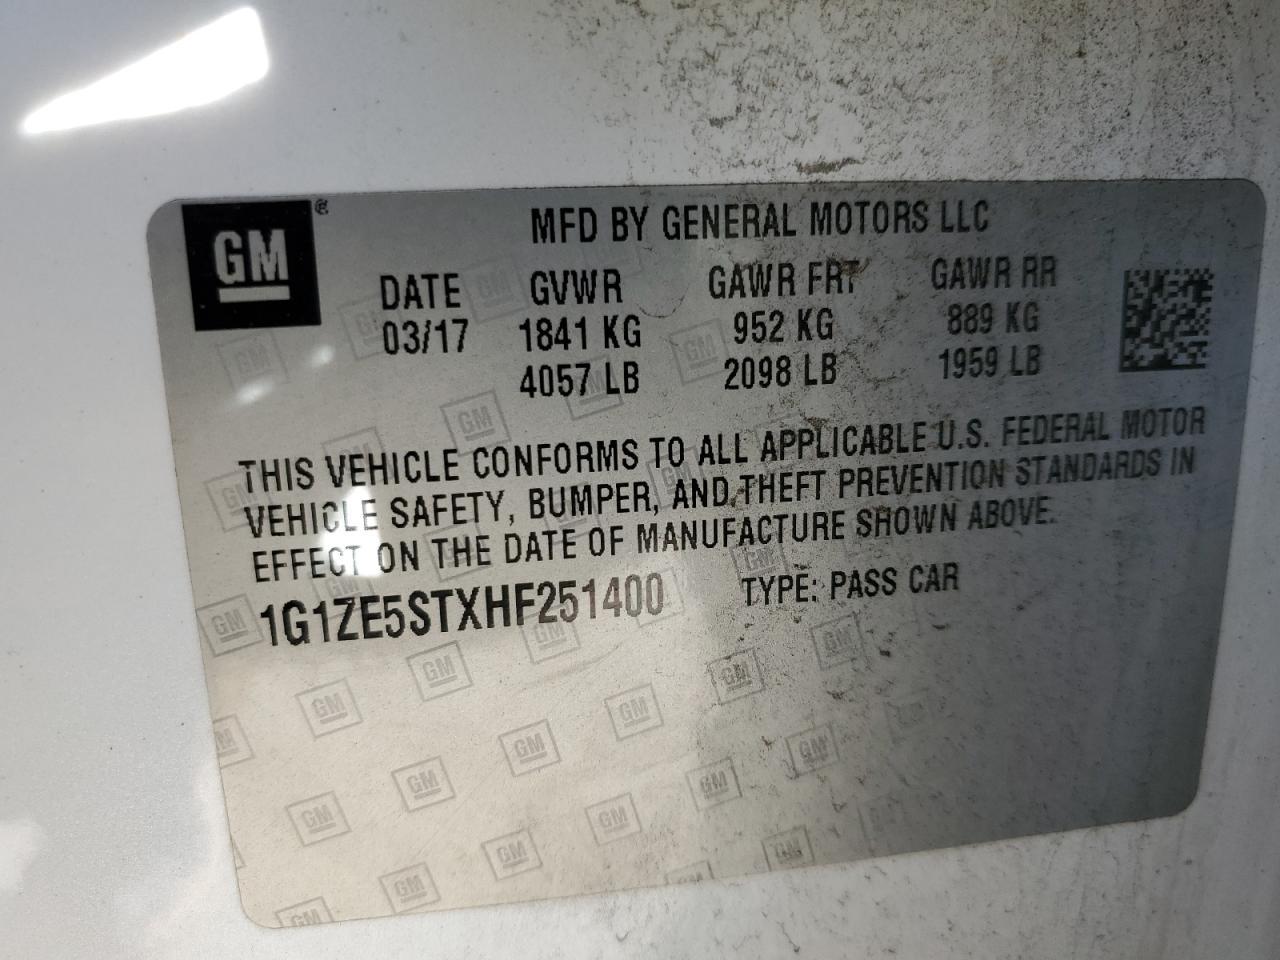 GM®
MFD BY GENERAL MOTORS LLC
DATE GVWR GAWR FRT GAWR RR
03/17 1841 KG 952 KG 889 KG
4057 LB 2098 LB 1959 LB
THIS VEHICLE CONFORMS TO ALL APPLICABLE U.S. FEDERAL MOTOR
VEHICLE SAFETY, BUMPER, AND THEFT PREVENTION STANDARDS IN
EFFECT ON THE DATE OF MANUFACTURE SHOWN ABOVE.
1G1ZE5STXHF251400 TYPE: PASS CAR